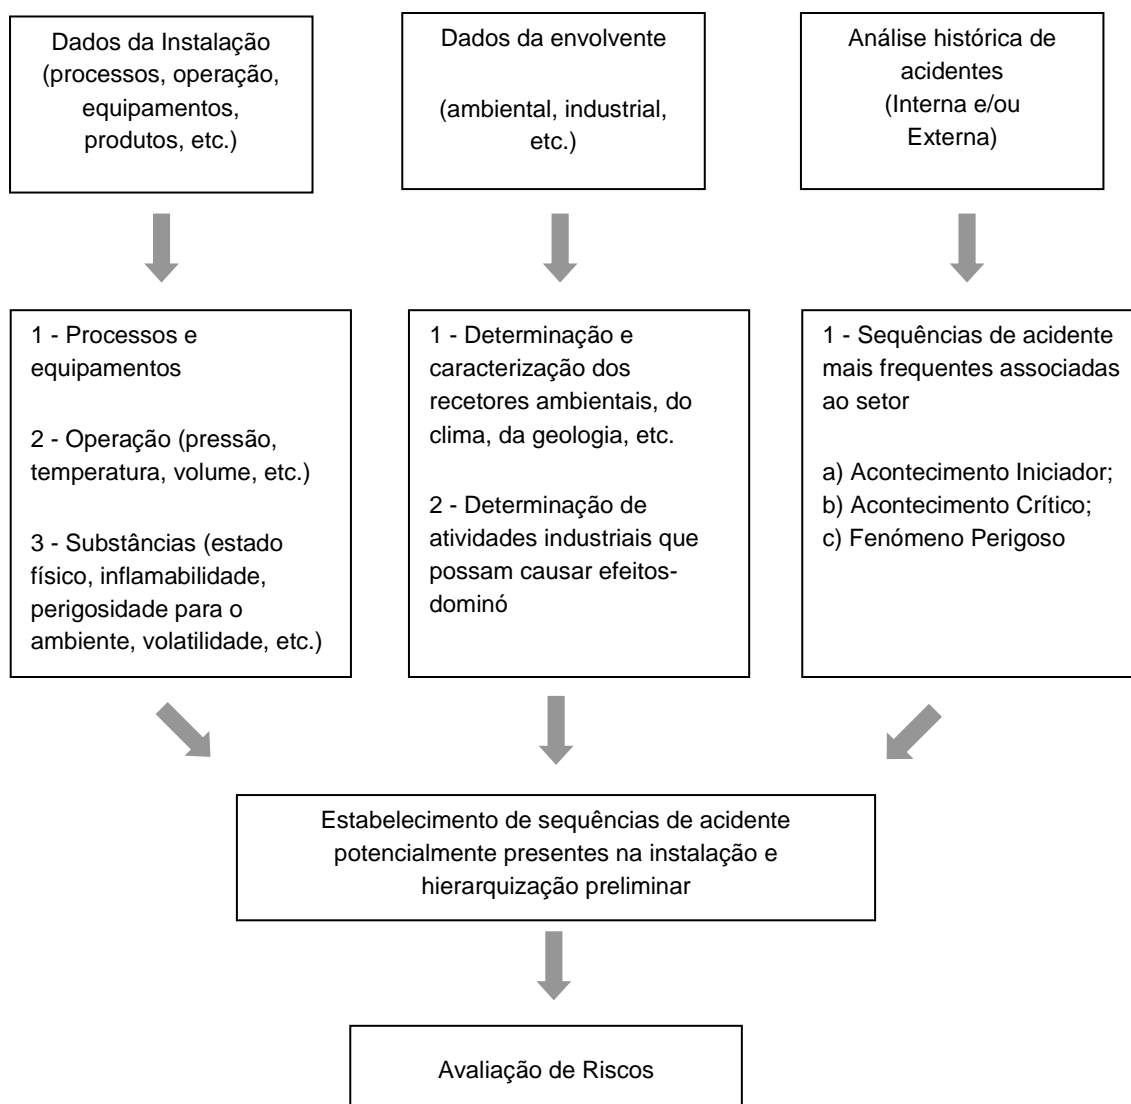 Dados da Instalação
(processos, operação,
equipamentos,
produtos, etc.)
Dados da envolvente
(ambiental, industrial,
etc.)
Análise histórica de
acidentes
(Interna e/ou
Externa)
1 - Processos e
equipamentos
2 - Operação (pressão,
temperatura, volume, etc.)
3 - Substâncias (estado
físico, inflamabilidade,
perigosidade para o
ambiente, volatilidade, etc.)
1 - Determinação e
caracterização dos
recetores ambientais, do
clima, da geologia, etc.
2 - Determinação de
atividades industriais que
possam causar efeitos-
dominó
1 - Sequências de acidente
mais frequentes associadas
ao setor
a) Acontecimento Iniciador;
b) Acontecimento Crítico;
c) Fenómeno Perigoso
Estabelecimento de sequências de acidente
potencialmente presentes na instalação e
hierarquização preliminar
Avaliação de Riscos